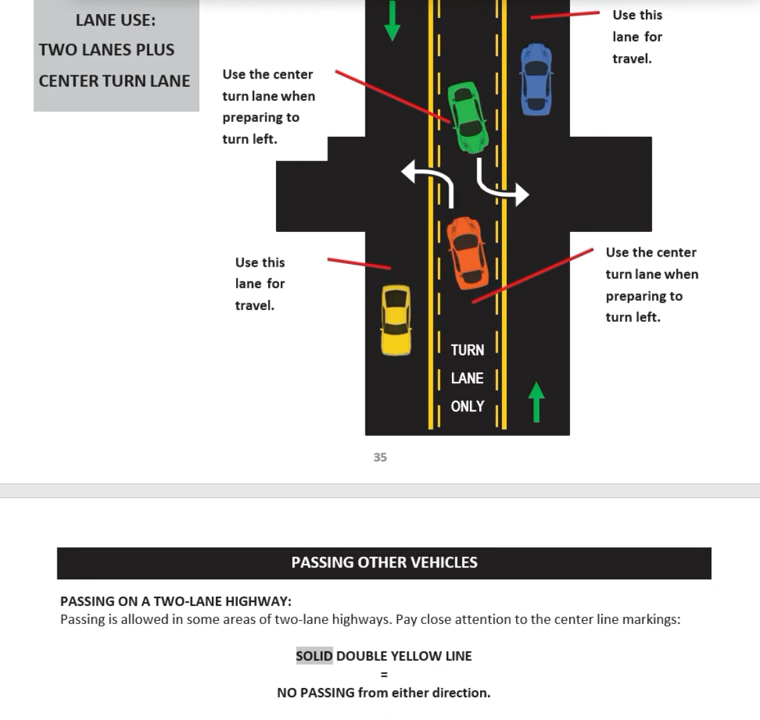 LANE USE:
TWO LANES PLUS
CENTER TURN LANE
Use this
lane for
travel.
Use the center
turn lane when
preparing to
turn left.
Use this
lane for
travel.
Use the center
turn lane when
preparing to
turn left.
TURN
LANE
ONLY
35
PASSING OTHER VEHICLES
PASSING ON A TWO-LANE HIGHWAY:
Passing is allowed in some areas of two-lane highways. Pay close attention to the center line markings:
SOLID DOUBLE YELLOW LINE
=
NO PASSING from either direction.